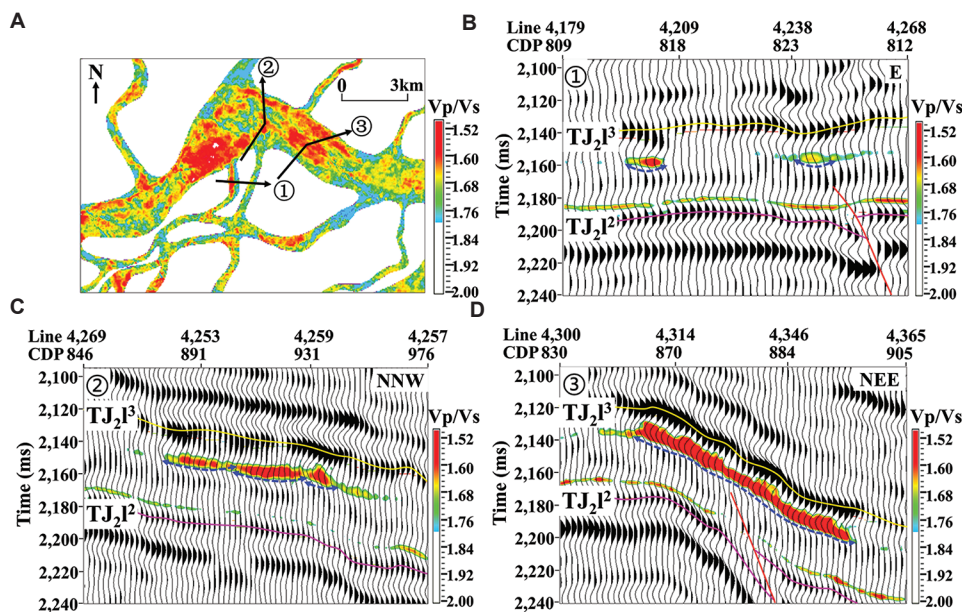 A
N
②
③
①
0 3km
Vp/Vs
1.52
1.60
1.68
1.76
1.84
1.92
2.00
B
Line 4,179 4,209 4,238 4,268
CDP 809 818 823 812
①
E
TJ₂l³
TJ₂l²
Time (ms)
2,100
2,120
2,140
2,160
2,180
2,200
2,220
2,240
Vp/Vs
1.52
1.60
1.68
1.76
1.84
1.92
2.00
C
Line 4,269 4,253 4,259 4,257
CDP 846 891 931 976
②
NNW
TJ₂l³
TJ₂l²
Time (ms)
2,100
2,120
2,140
2,160
2,180
2,200
2,220
2,240
Vp/Vs
1.52
1.60
1.68
1.76
1.84
1.92
2.00
D
Line 4,300 4,314 4,346 4,365
CDP 830 870 884 905
③
NEE
TJ₂l³
TJ₂l²
Time (ms)
2,100
2,120
2,140
2,160
2,180
2,200
2,220
2,240
Vp/Vs
1.52
1.60
1.68
1.76
1.84
1.92
2.00